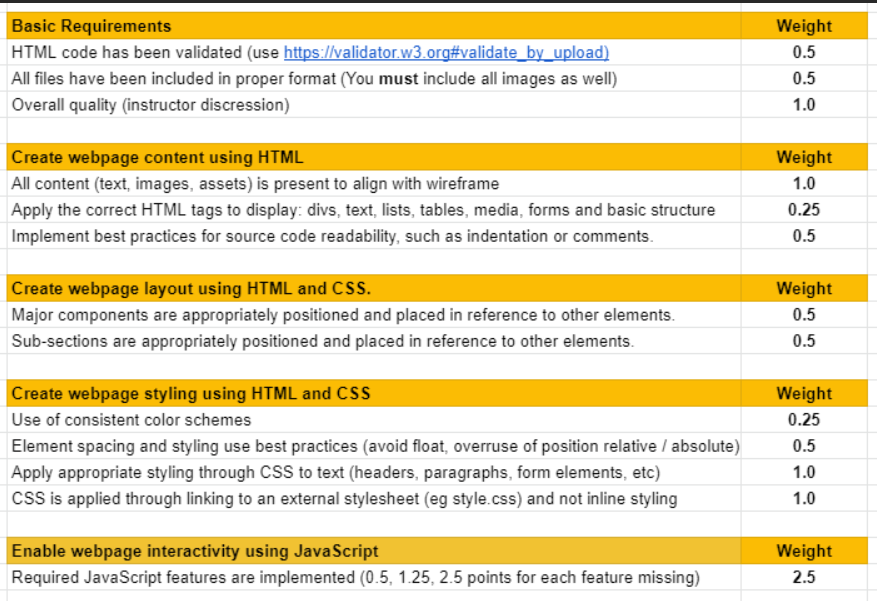 Basic Requirements Weight
HTML code has been validated (use https://validator.w3.org#validate_by_upload) 0.5
All files have been included in proper format (You must include all images as well) 0.5
Overall quality (instructor discression) 1.0
Create webpage content using HTML Weight
All content (text, images, assets) is present to align with wireframe 1.0
Apply the correct HTML tags to display: divs, text, lists, tables, media, forms and basic structure 0.25
Implement best practices for source code readability, such as indentation or comments. 0.5
Create webpage layout using HTML and CSS. Weight
Major components are appropriately positioned and placed in reference to other elements. 0.5
Sub-sections are appropriately positioned and placed in reference to other elements. 0.5
Create webpage styling using HTML and CSS Weight
Use of consistent color schemes 0.25
Element spacing and styling use best practices (avoid float, overruse of position relative / absolute) 0.5
Apply appropriate styling through CSS to text (headers, paragraphs, form elements, etc) 1.0
CSS is applied through linking to an external stylesheet (eg style.css) and not inline styling 1.0
Enable webpage interactivity using JavaScript Weight
Required JavaScript features are implemented (0.5, 1.25, 2.5 points for each feature missing) 2.5